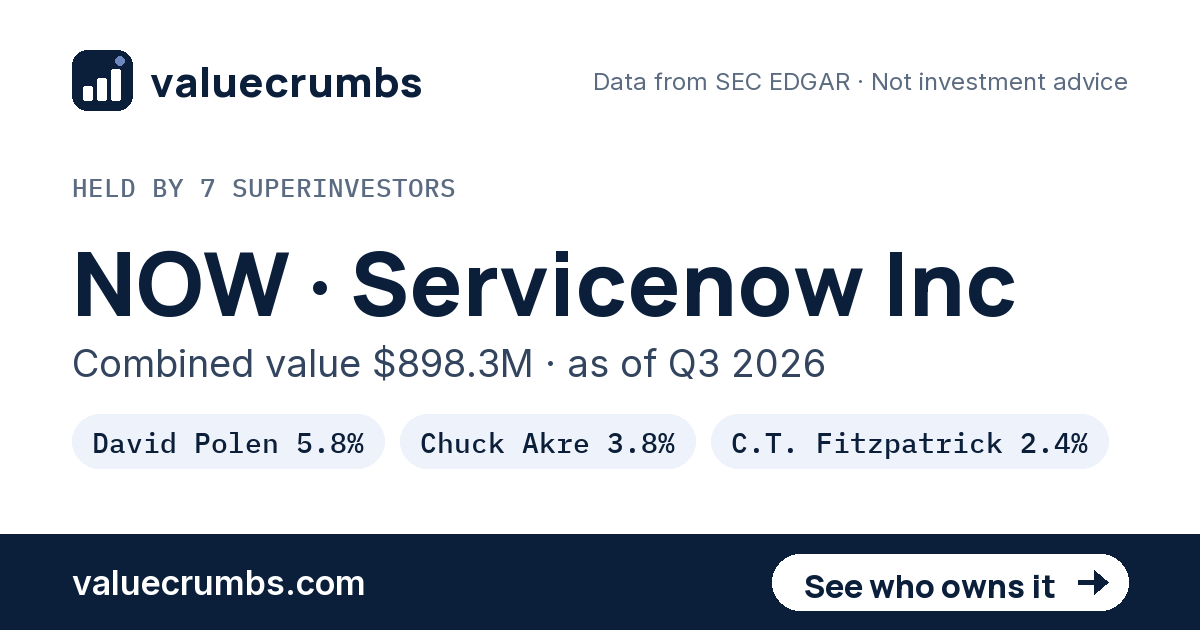 valuecrumbs
Data from SEC EDGAR · Not investment advice
HELD BY 7 SUPERINVESTORS
NOW · Servicenow Inc
Combined value $898.3M · as of Q3 2026
David Polen 5.8% Chuck Akre 3.8% C.T. Fitzpatrick 2.4%
valuecrumbs.com
See who owns it →